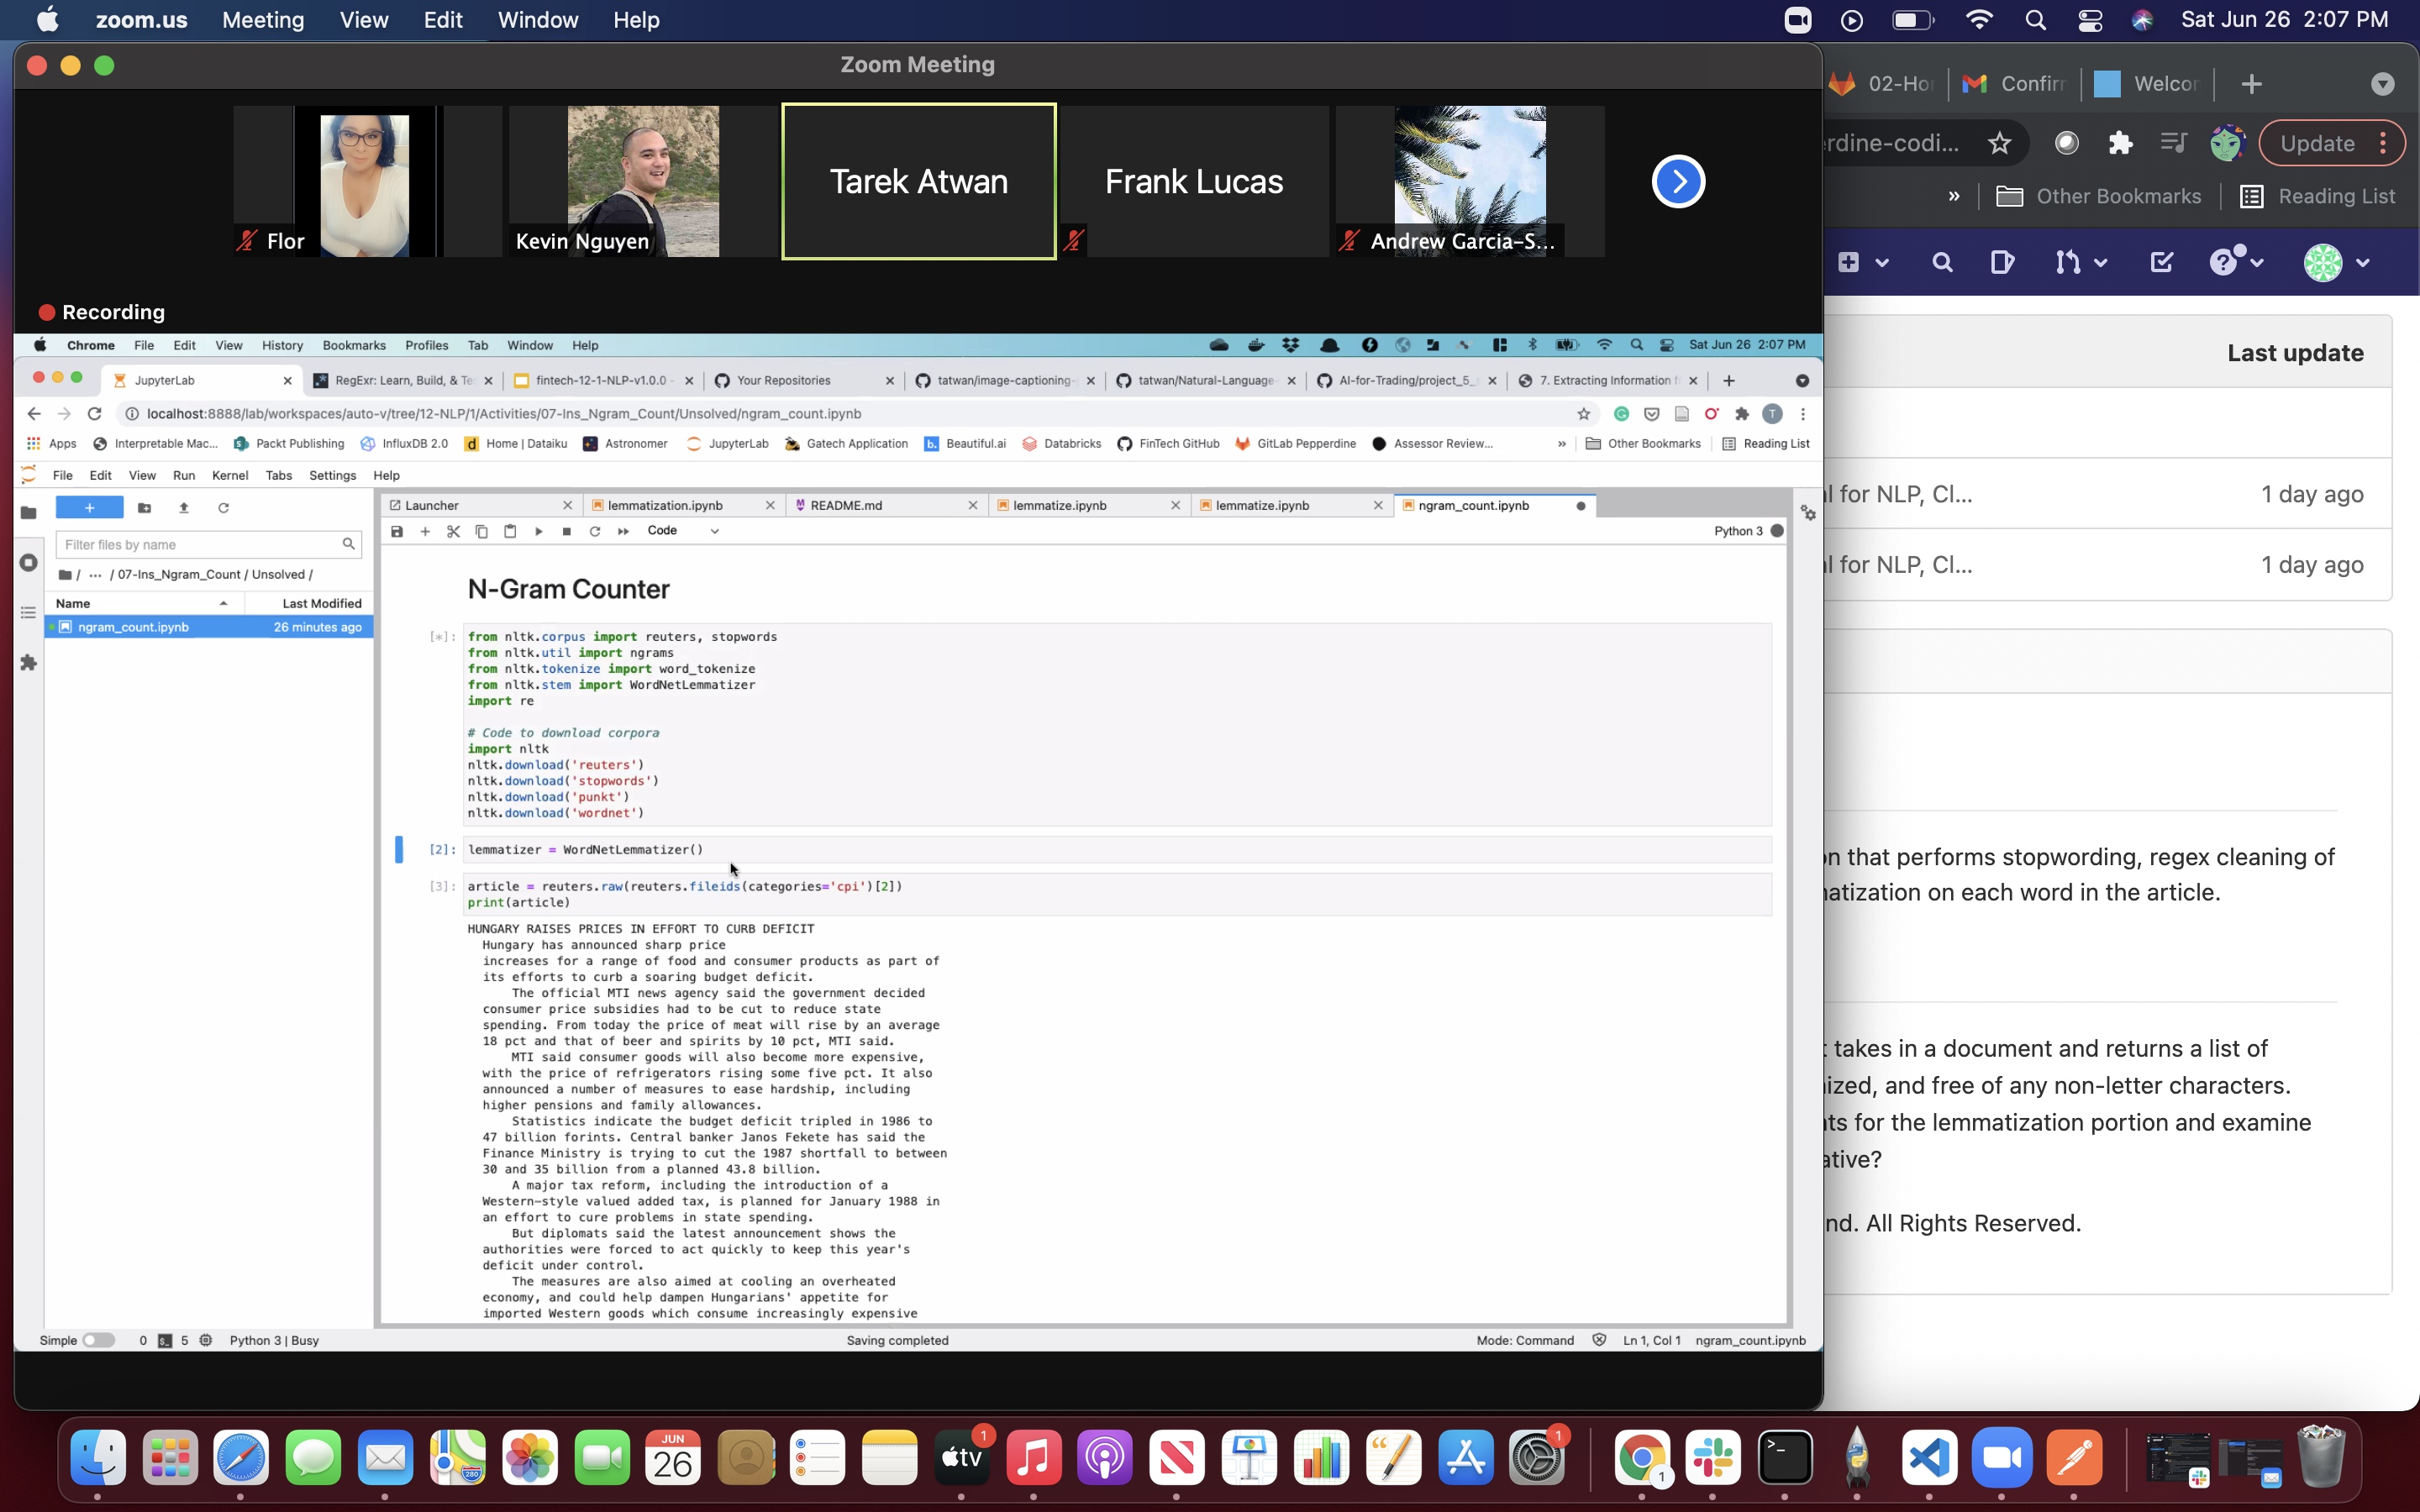 zoom.us Meeting View Edit Window Help
Sat Jun 26 2:07 PM
Zoom Meeting
Flor
Kevin Nguyen
Tarek Atwan
Frank Lucas
Andrew Garcia-S...
Recording
Chrome File Edit View History Bookmarks Profiles Tab Window Help
Sat Jun 26 2:07 PM
JupyterLab
RegExr: Learn, Build, & Te
fintech-12-1-NLP-v1.0.0 -
Your Repositories
tatwan/image-captioning-
tatwan/Natural-Language-
AI-for-Trading/project_5_
7. Extracting Information
localhost:8888/lab/workspaces/auto-v/tree/12-NLP/1/Activities/07-Ins_Ngram_Count/Unsolved/ngram_count.ipynb
T
Apps
Interpretable Mac...
Packt Publishing
InfluxDB 2.0
Home | Dataiku
Astronomer
JupyterLab
Gatech Application
Beautiful.ai
Databricks
FinTech GitHub
GitLab Pepperdine
Assessor Review...
» Other Bookmarks
Reading List
File Edit View Run Kernel Tabs Settings Help
Launcher
lemmatization.ipynb
README.md
lemmatize.ipynb
lemmatize.ipynb
ngram_count.ipynb
Code
Python 3
Filter files by name
/ ... / 07-Ins_Ngram_Count / Unsolved /
Name Last Modified
ngram_count.ipynb 26 minutes ago
N-Gram Counter
[*]: from nltk.corpus import reuters, stopwords
from nltk.util import ngrams
from nltk.tokenize import word_tokenize
from nltk.stem import WordNetLemmatizer
import re
# Code to download corpora
import nltk
nltk.download('reuters')
nltk.download('stopwords')
nltk.download('punkt')
nltk.download('wordnet')
[2]: lemmatizer = WordNetLemmatizer()
[3]: article = reuters.raw(reuters.fileids(categories='cpi')[2])
print(article)
HUNGARY RAISES PRICES IN EFFORT TO CURB DEFICIT
Hungary has announced sharp price
increases for a range of food and consumer products as part of
its efforts to curb a soaring budget deficit.
The official MTI news agency said the government decided
consumer price subsidies had to be cut to reduce state
spending. From today the price of meat will rise by an average
18 pct and that of beer and spirits by 10 pct, MTI said.
MTI said consumer goods will also become more expensive,
with the price of refrigerators rising some five pct. It also
announced a number of measures to ease hardship, including
higher pensions and family allowances.
Statistics indicate the budget deficit tripled in 1986 to
47 billion forints. Central banker Janos Fekete has said the
Finance Ministry is trying to cut the 1987 shortfall to between
30 and 35 billion from a planned 43.8 billion.
A major tax reform, including the introduction of a
Western-style valued added tax, is planned for January 1988 in
an effort to cure problems in state spending.
But diplomats said the latest announcement shows the
authorities were forced to act quickly to keep this year's
deficit under control.
The measures are also aimed at cooling an overheated
economy, and could help dampen Hungarians' appetite for
imported Western goods which consume increasingly expensive
Simple 0 5 Python 3 | Busy
Saving completed
Mode: Command
Ln 1, Col 1 ngram_count.ipynb
02-Ho
Confir
Welco
rdine-codi...
Update
» Other Bookmarks
Reading List
Last update
l for NLP, Cl... 1 day ago
l for NLP, Cl... 1 day ago
n that performs stopwording, regex cleaning of
atization on each word in the article.
t takes in a document and returns a list of
ized, and free of any non-letter characters.
ts for the lemmatization portion and examine
ative?
nd. All Rights Reserved.
JUN
26
280
tv
1
1
1